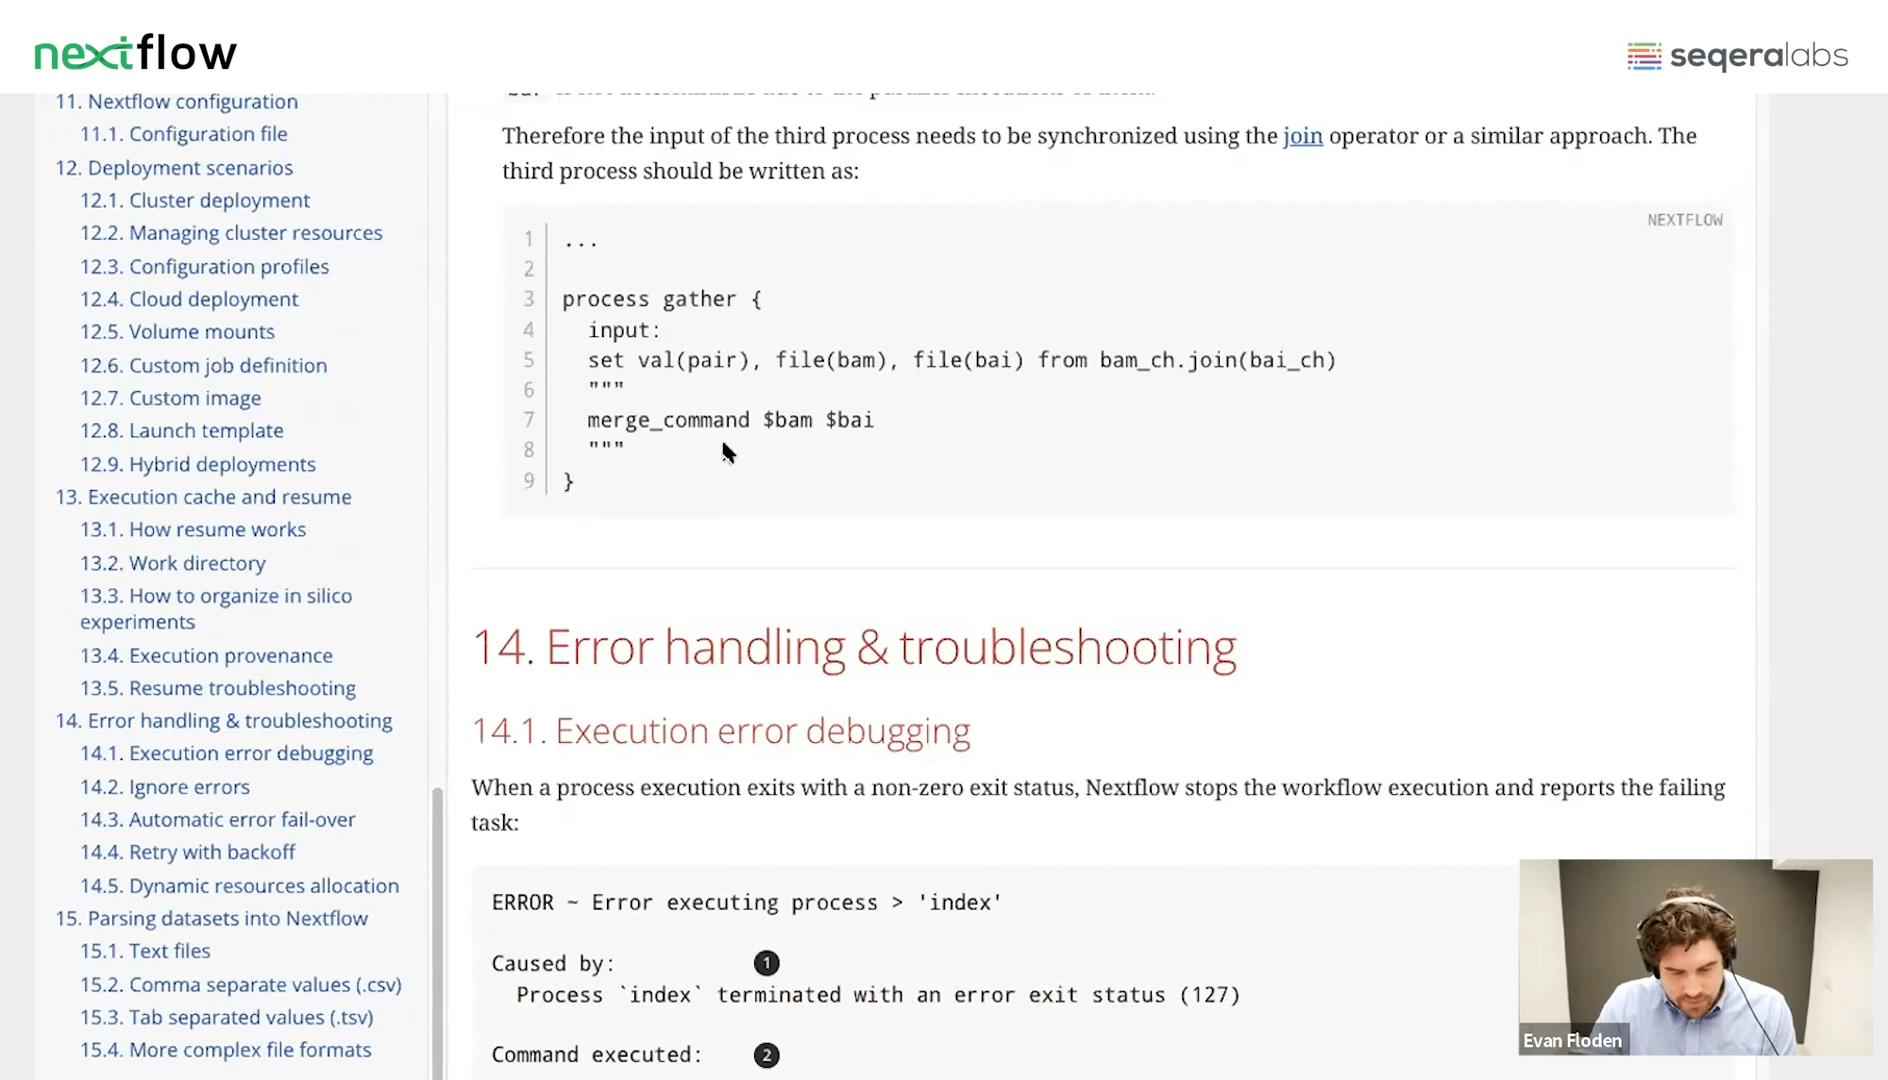 nextflow
seqeralabs
11. Nextflow configuration
11.1. Configuration file
12. Deployment scenarios
12.1. Cluster deployment
12.2. Managing cluster resources
12.3. Configuration profiles
12.4. Cloud deployment
12.5. Volume mounts
12.6. Custom job definition
12.7. Custom image
12.8. Launch template
12.9. Hybrid deployments
13. Execution cache and resume
13.1. How resume works
13.2. Work directory
13.3. How to organize in silico
experiments
13.4. Execution provenance
13.5. Resume troubleshooting
14. Error handling & troubleshooting
14.1. Execution error debugging
14.2. Ignore errors
14.3. Automatic error fail-over
14.4. Retry with backoff
14.5. Dynamic resources allocation
15. Parsing datasets into Nextflow
15.1. Text files
15.2. Comma separate values (.csv)
15.3. Tab separated values (.tsv)
15.4. More complex file formats
Therefore the input of the third process needs to be synchronized using the join operator or a similar approach. The
third process should be written as:
NEXTFLOW
1 ...
2
3 process gather {
4 input:
5 set val(pair), file(bam), file(bai) from bam_ch.join(bai_ch)
6 """
7 merge_command $bam $bai
8 """
9 }
14. Error handling & troubleshooting
14.1. Execution error debugging
When a process execution exits with a non-zero exit status, Nextflow stops the workflow execution and reports the failing
task:
ERROR ~ Error executing process > 'index'
Caused by: 1
Process `index` terminated with an error exit status (127)
Command executed: 2
Evan Floden